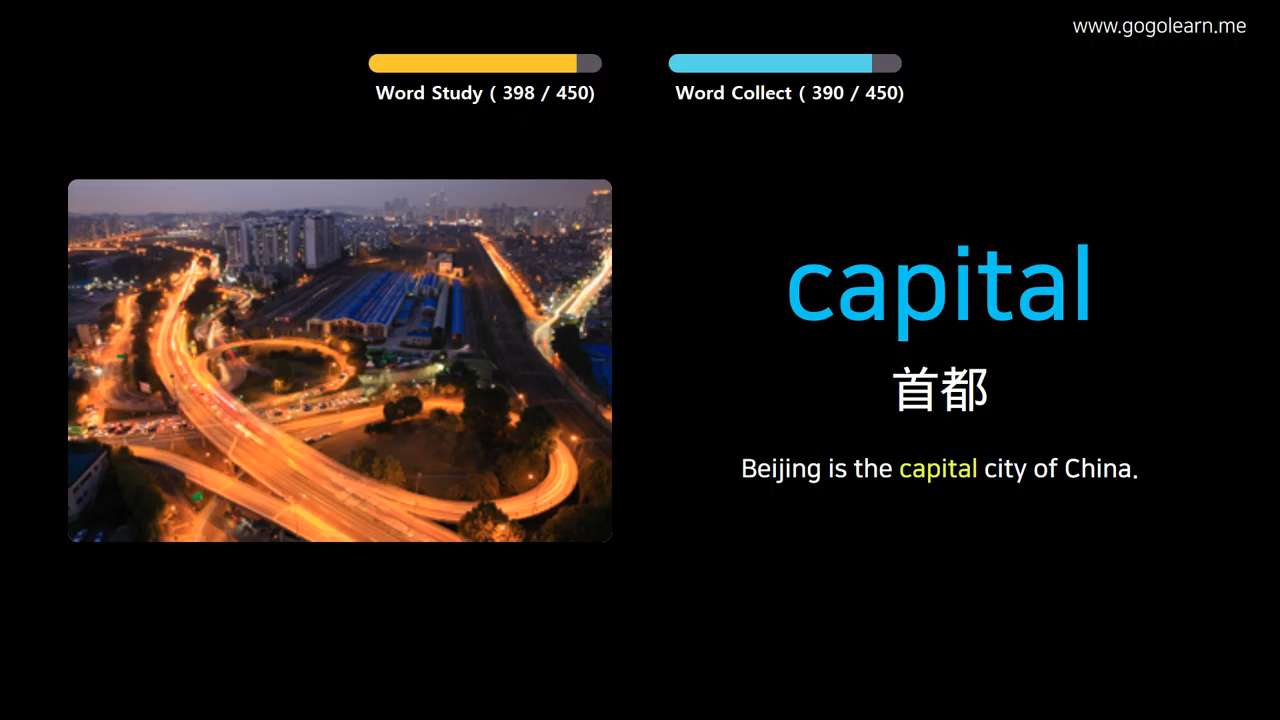 www.gogolearn.me
Word Study ( 398 / 450)
Word Collect ( 390 / 450)
capital
首都
Beijing is the capital city of China.